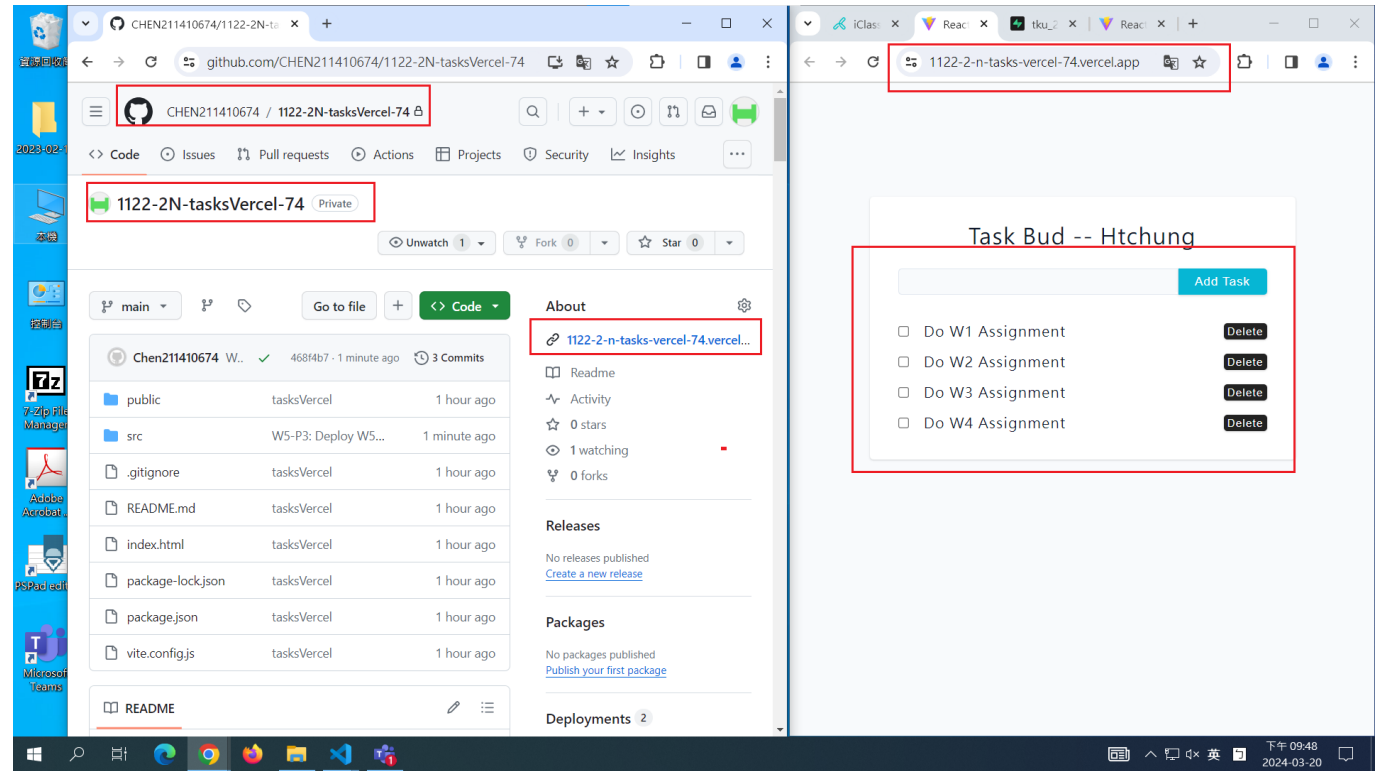 資源回收
2023-02-1
本機
控制台
7-Zip File
Manager
Adobe
Acrobat ..
PSPad edit
Microsoft
Teams
CHEN211410674/1122-2N-ta
github.com/CHEN211410674/1122-2N-tasksVercel-74
CHEN211410674 / 1122-2N-tasksVercel-74
Code Issues Pull requests Actions Projects Security Insights
1122-2N-tasksVercel-74 Private
Unwatch 1 Fork 0 Star 0
main Go to file Code
Chen211410674 W.. 468f4b7 · 1 minute ago 3 Commits
public tasksVercel 1 hour ago
src W5-P3: Deploy W5... 1 minute ago
.gitignore tasksVercel 1 hour ago
README.md tasksVercel 1 hour ago
index.html tasksVercel 1 hour ago
package-lock.json tasksVercel 1 hour ago
package.json tasksVercel 1 hour ago
vite.config.js tasksVercel 1 hour ago
README
About
1122-2-n-tasks-vercel-74.vercel...
Readme
Activity
0 stars
1 watching
0 forks
Releases
No releases published
Create a new release
Packages
No packages published
Publish your first package
Deployments 2
iClas React tku_2 React
1122-2-n-tasks-vercel-74.vercel.app
Task Bud -- Htchung
Add Task
Do W1 Assignment Delete
Do W2 Assignment Delete
Do W3 Assignment Delete
Do W4 Assignment Delete
英
下午 09:48
2024-03-20